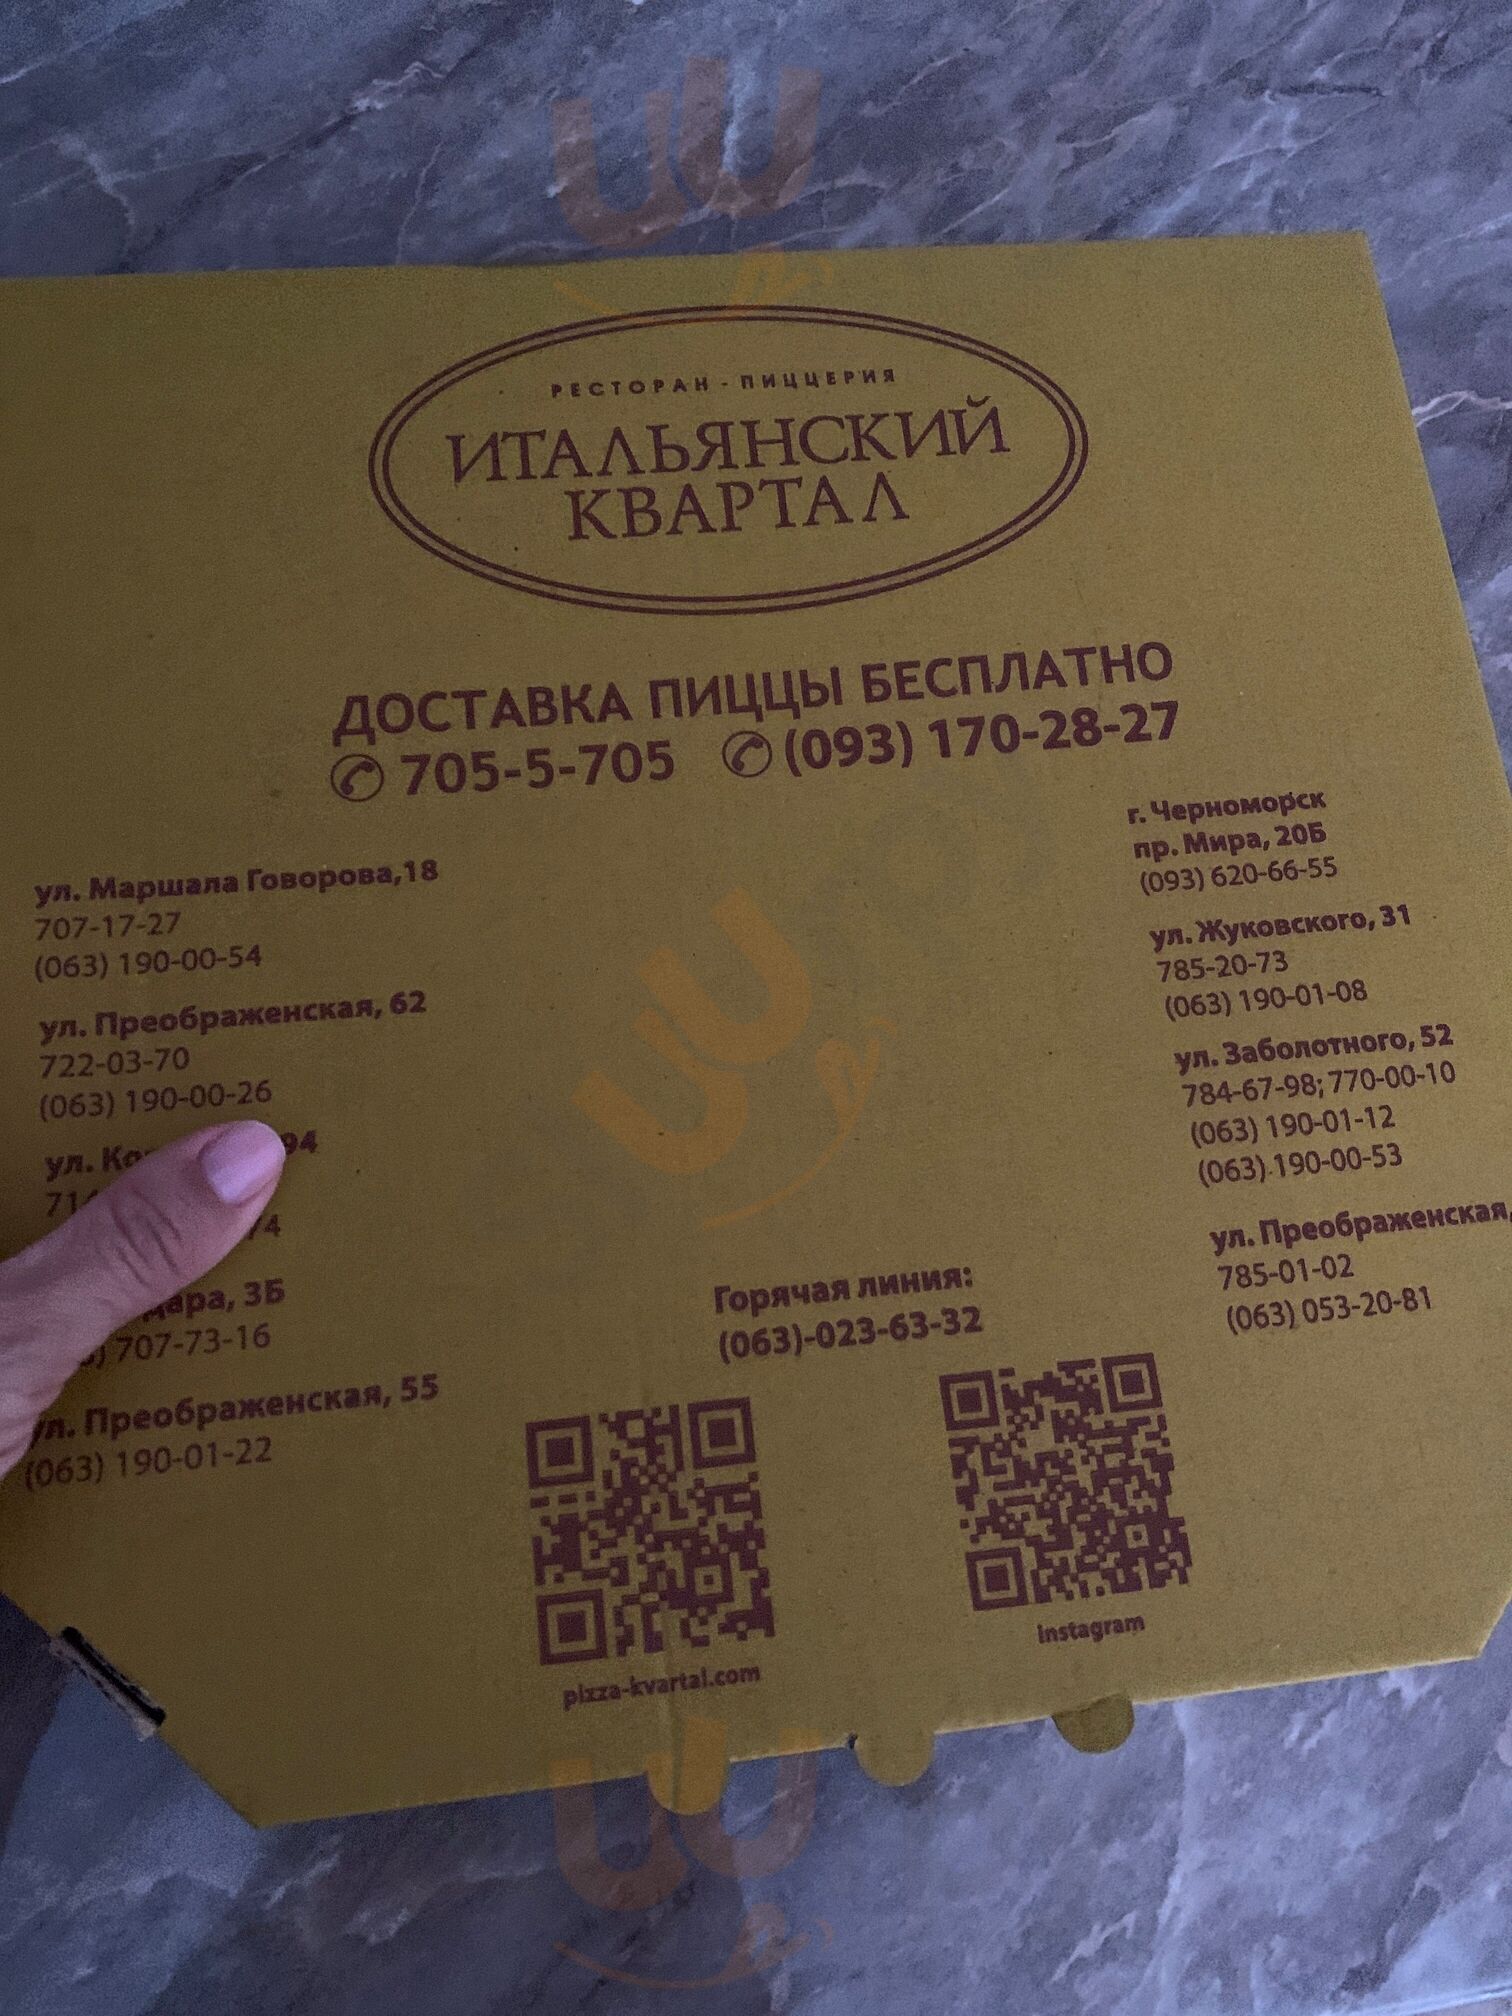 РЕСТОРАН - ПИЦЦЕРИЯ
ИТАЛЬЯНСКИЙ
КВАРТАЛ
ДОСТАВКА ПИЦЦЫ БЕСПЛАТНО
705-5-705 (093) 170-28-27
ул. Маршала Говорова,18
707-17-27
(063) 190-00-54
ул. Преображенская, 62
722-03-70
(063) 190-00-26
ул.
707-73-16
ул. Преображенская, 55
(063) 190-01-22
г. Черноморск
пр. Мира, 20Б
(093) 620-66-55
ул. Жуковского, 31
785-20-73
(063) 190-01-08
ул. Заболотного, 52
784-67-98; 770-00-10
(063) 190-01-12
(063) 190-00-53
ул. Преображенская,
785-01-02
(063) 053-20-81
Горячая линия:
(063)-023-63-32
pizza-kvartal.com
instagram